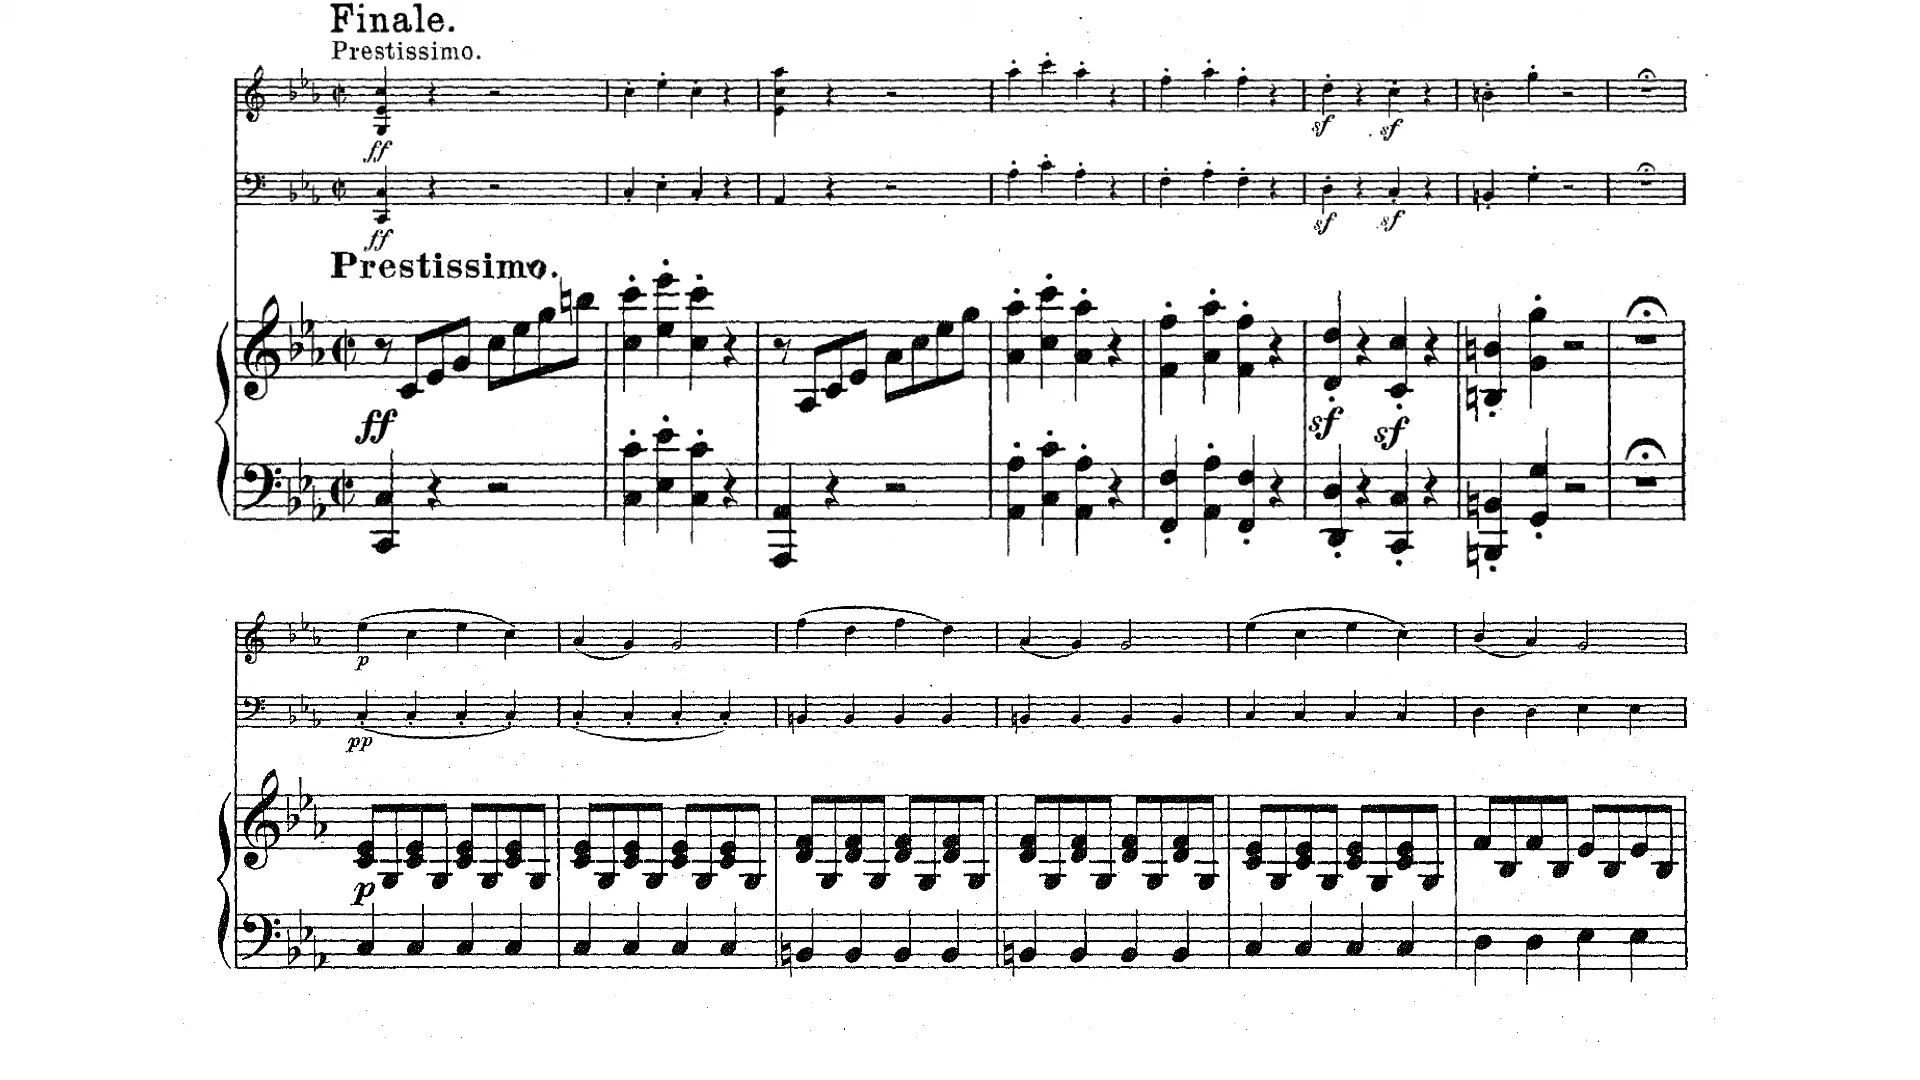 Finale.
Prestissimo.
ff
sf sf
ff
sf sf
Prestissimo.
ff
sf sf
p
pp
p